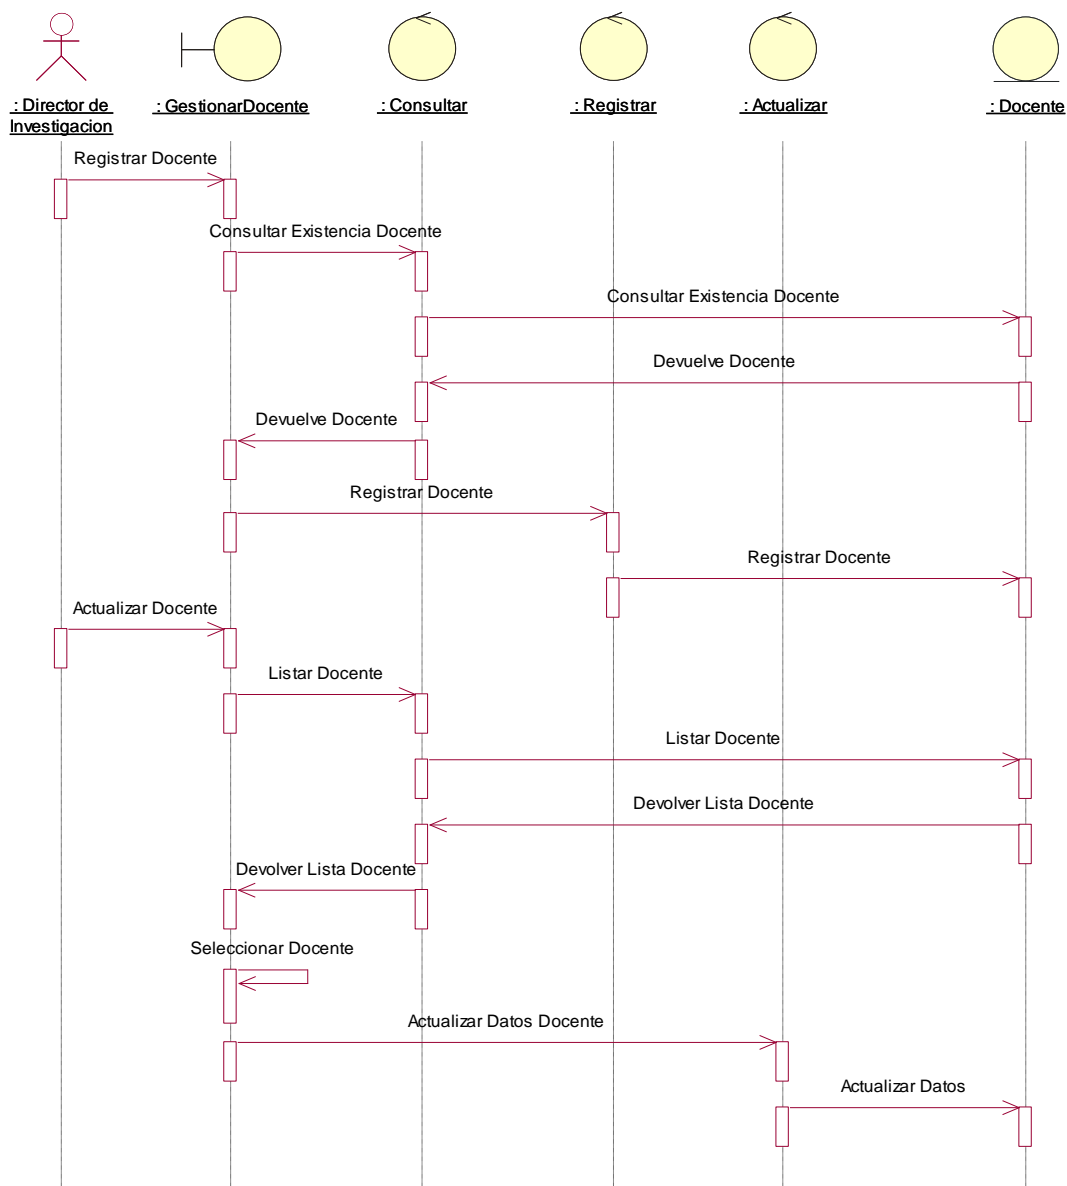 : Director de
Investigacion
: GestionarDocente
: Consultar
: Registrar
: Actualizar
: Docente
Registrar Docente
Consultar Existencia Docente
Consultar Existencia Docente
Devuelve Docente
Devuelve Docente
Registrar Docente
Registrar Docente
Actualizar Docente
Listar Docente
Listar Docente
Devolver Lista Docente
Devolver Lista Docente
Seleccionar Docente
Actualizar Datos Docente
Actualizar Datos